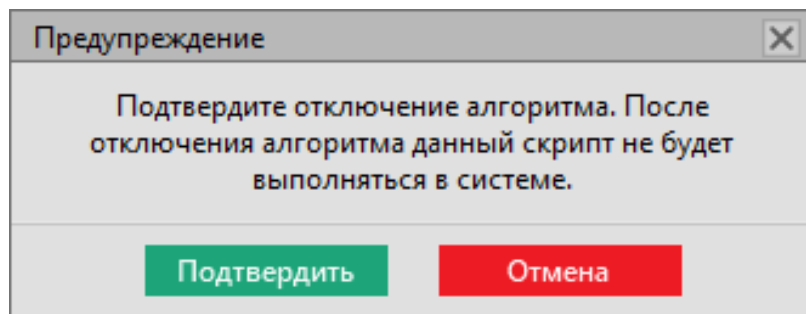 Предупреждение
Подтвердите отключение алгоритма. После
отключения алгоритма данный скрипт не будет
выполняться в системе.
Подтвердить
Отмена